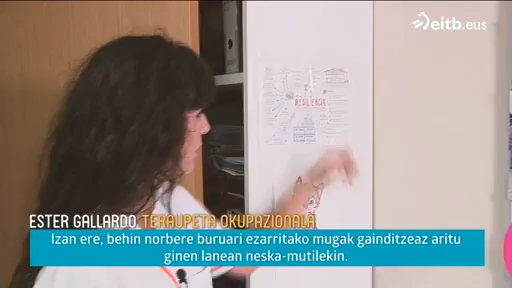 eitb.eus
RESILIENCIA
ESTER GALLARDO, TERAUPETA OKUPAZIONALA
Izan ere, behin norbere buruari ezarritako mugak gainditzeaz aritu
ginen lanean neska-mutilekin.